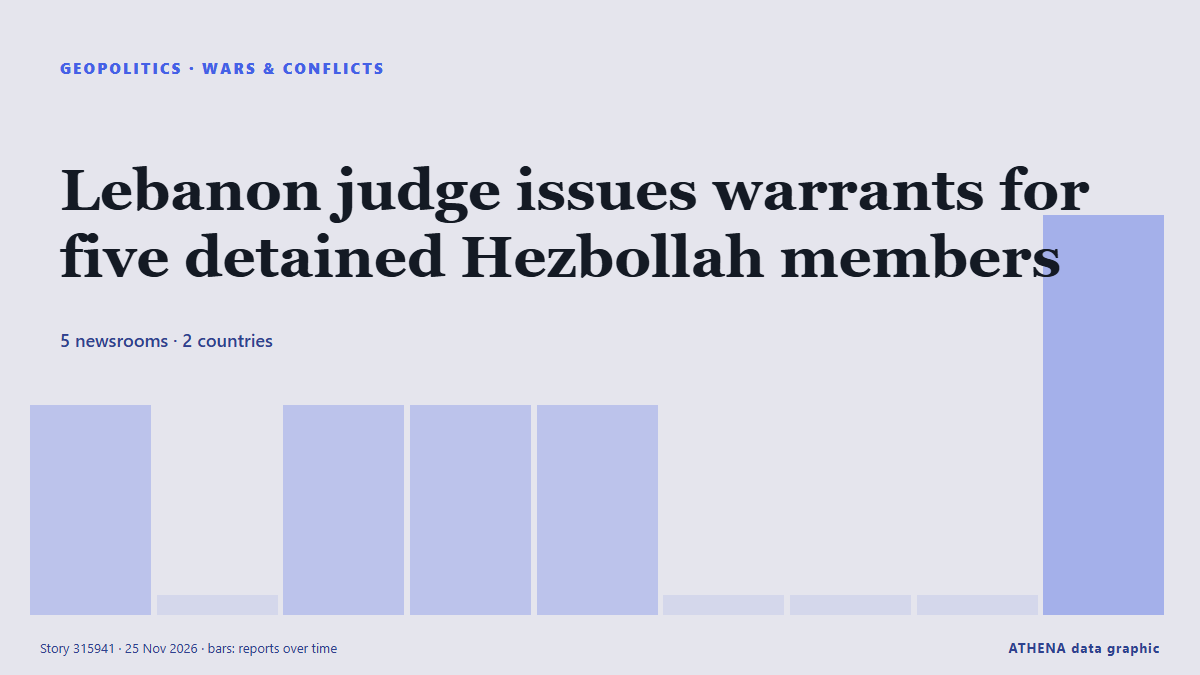 GEOPOLITICS · WARS & CONFLICTS
Lebanon judge issues warrants for
five detained Hezbollah members
5 newsrooms · 2 countries
Story 315941 · 25 Nov 2026 · bars: reports over time
ATHENA data graphic